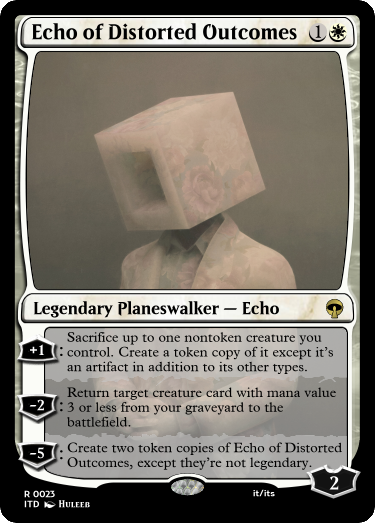 Echo of Distorted Outcomes 1
Legendary Planeswalker — Echo
+1 : Sacrifice up to one nontoken creature you
control. Create a token copy of it except it's
an artifact in addition to its other types.
-2 : Return target creature card with mana value
3 or less from your graveyard to the
battlefield.
-5 : Create two token copies of Echo of Distorted
Outcomes, except they're not legendary.
2
R 0023
it/its
ITD Huleeb